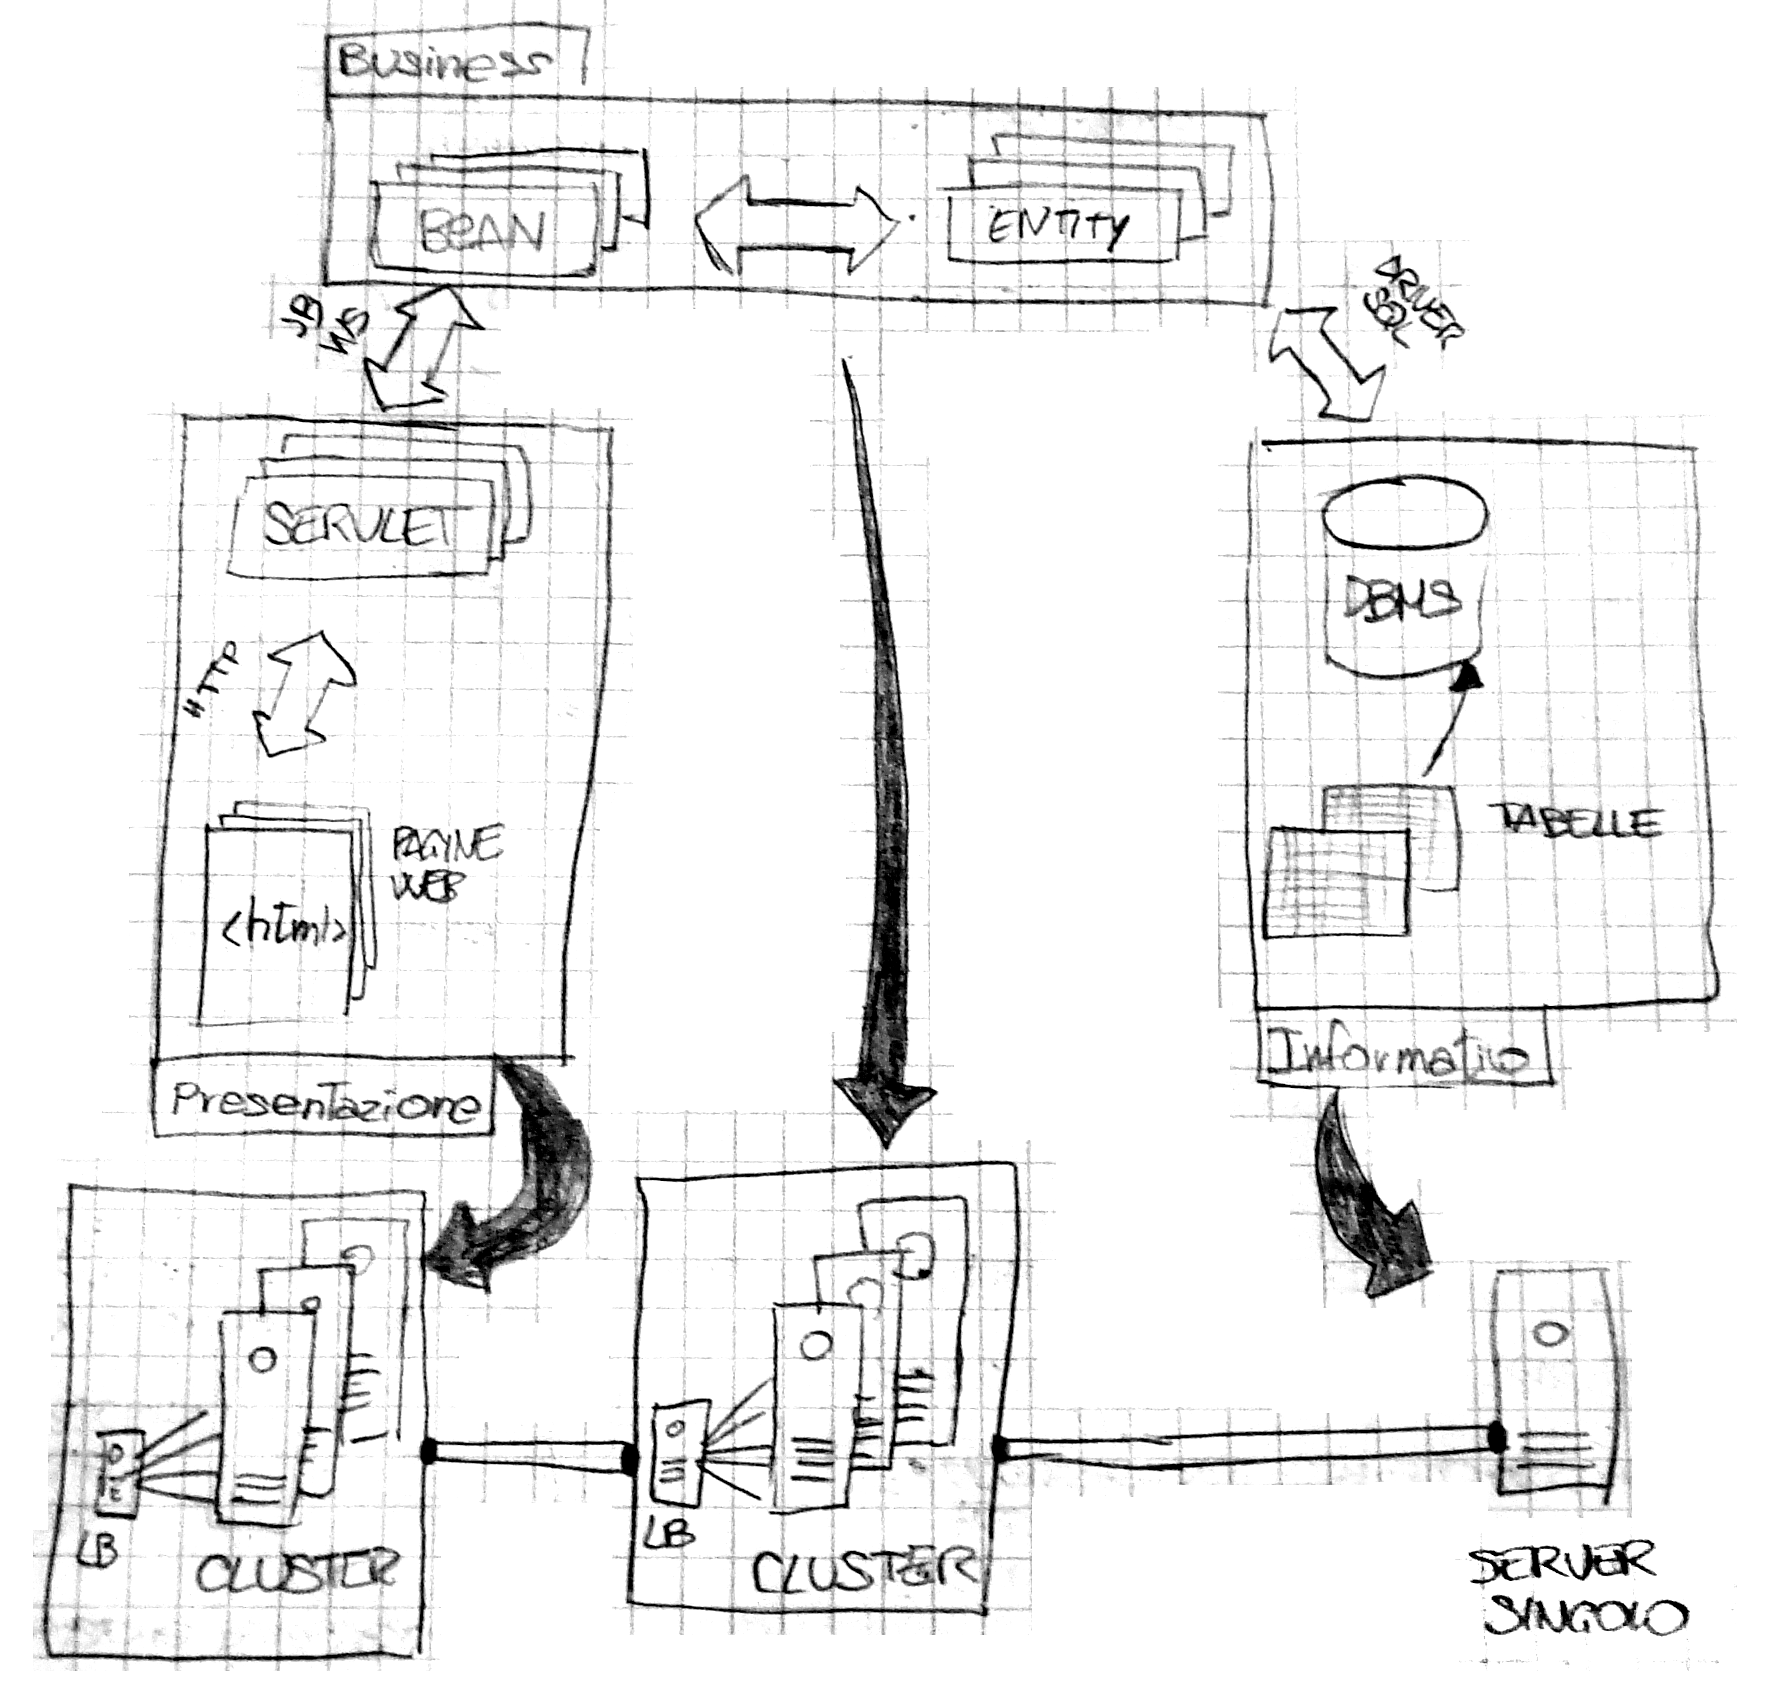 Business
BEAN
ENTITY
WS
DRIVER
SQL
SERVLET
HTTP
DBMS
PAGINE
WEB
<html>
TABELLE
Presentazione
Informativo
LB
CLUSTER
LB
CLUSTER
SERVER
SINGOLO